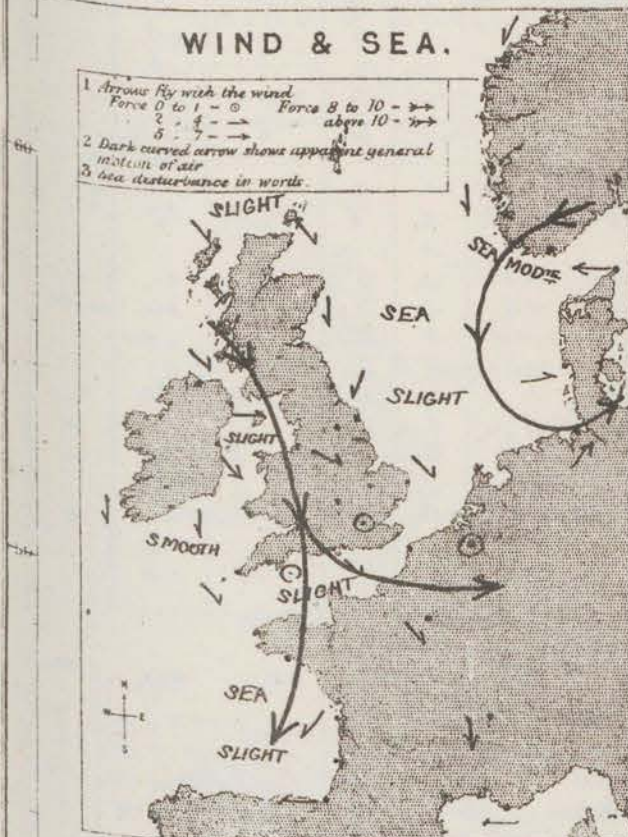 WIND & SEA.
1 Arrows fly with the wind
Force 0 to 1 - ⊙ Force 8 to 10 - ➳
2 „ 4 - ⇀ above 10 -
5 „ 7 - →
2 Dark curved arrow shows apparent general
motion of air
3 Sea disturbance in words.
60
SLIGHT
SEA MODTE
SEA
SLIGHT
SLIGHT
SMOOTH
SLIGHT
SEA
SLIGHT
N
W E
S